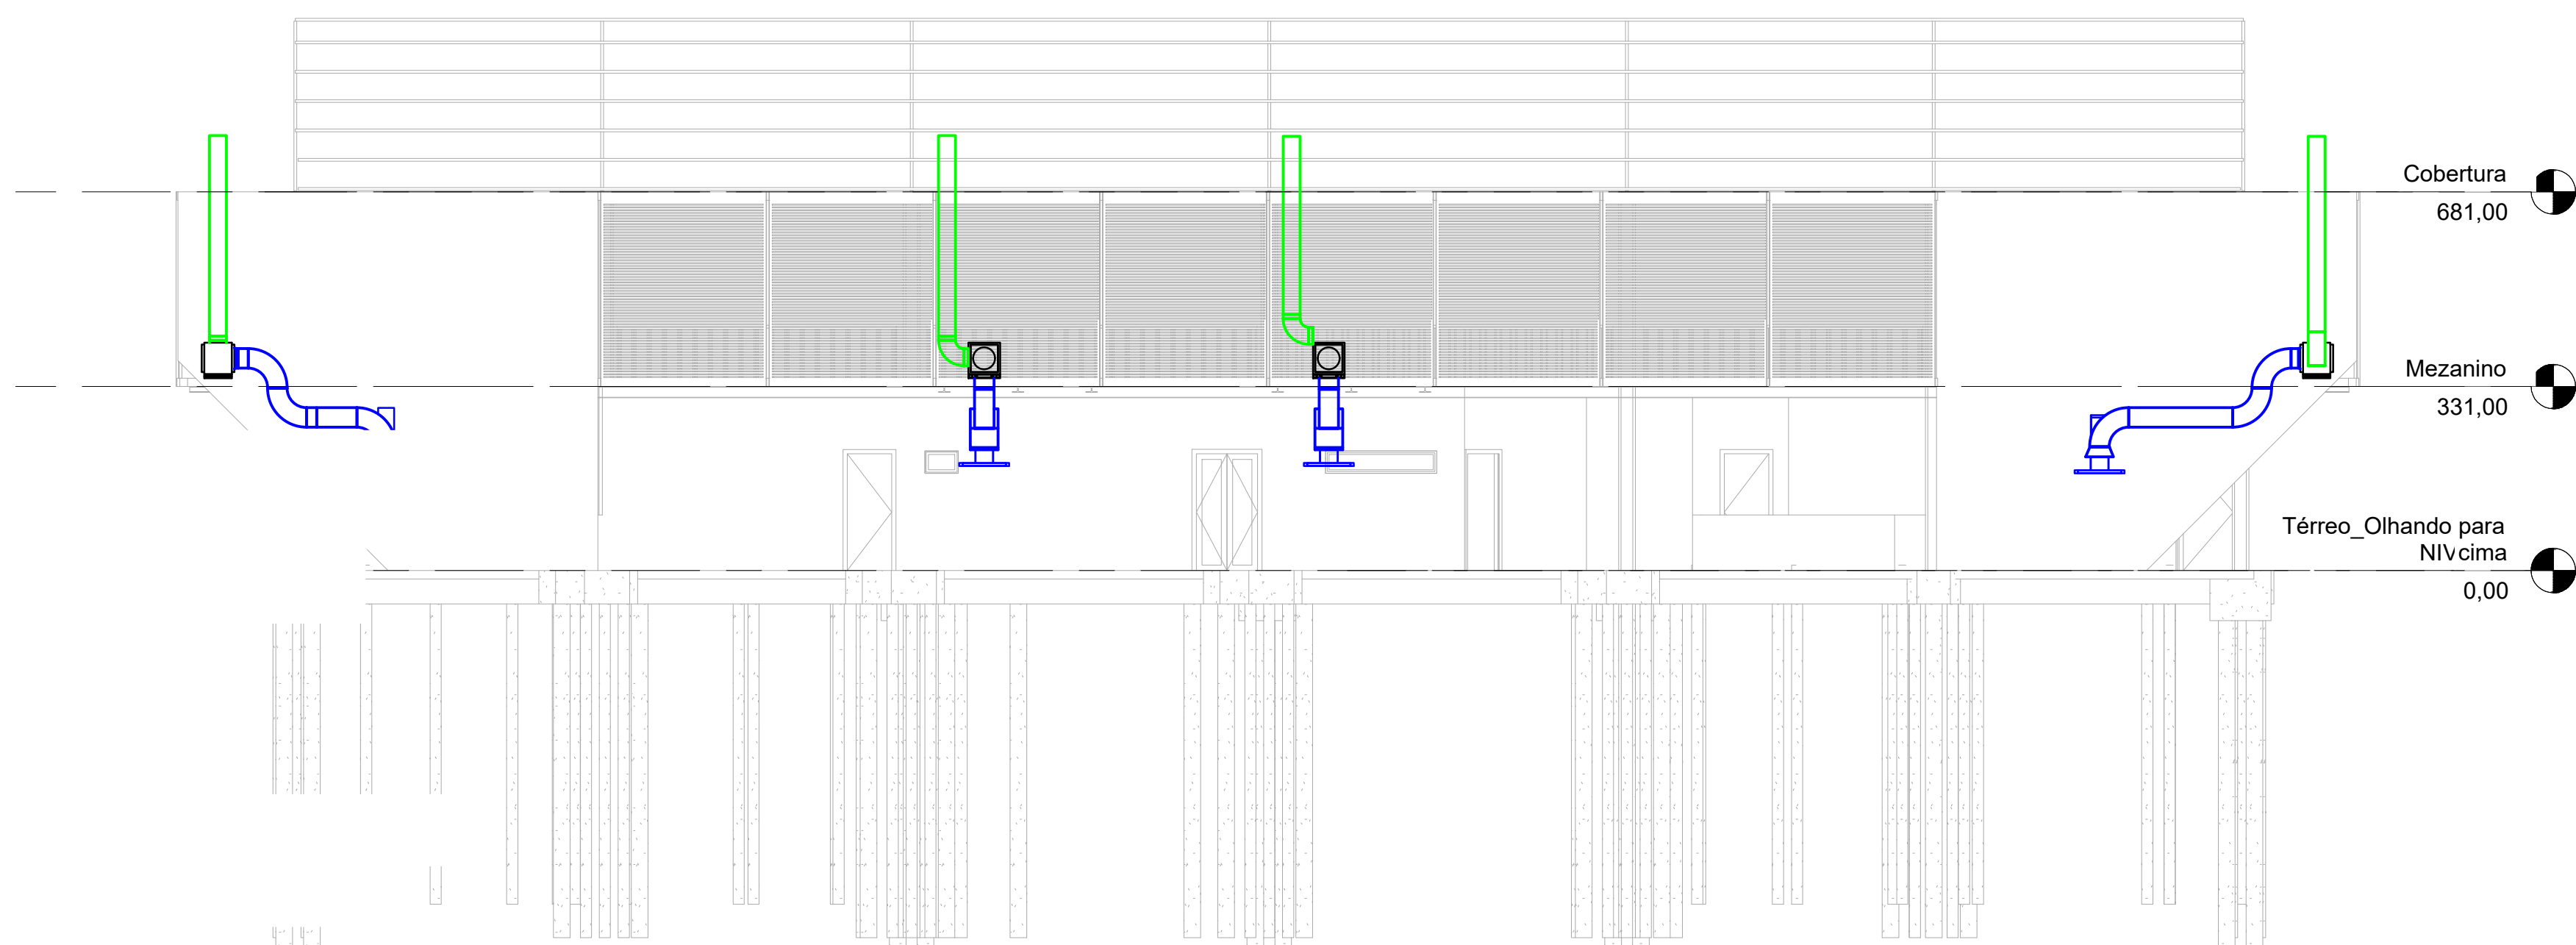 Cobertura
681,00
Mezanino
331,00
Térreo_Olhando para
NIVcima
0,00